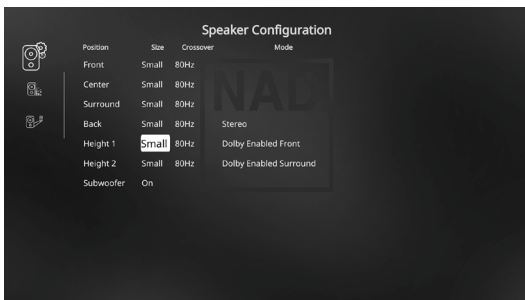 Speaker Configuration
Position Size Crossover Mode
Front Small 80Hz
Center Small 80Hz
Surround Small 80Hz
Back Small 80Hz Stereo
Height 1 Small 80Hz Dolby Enabled Front
Height 2 Small 80Hz Dolby Enabled Surround
Subwoofer On
NAD